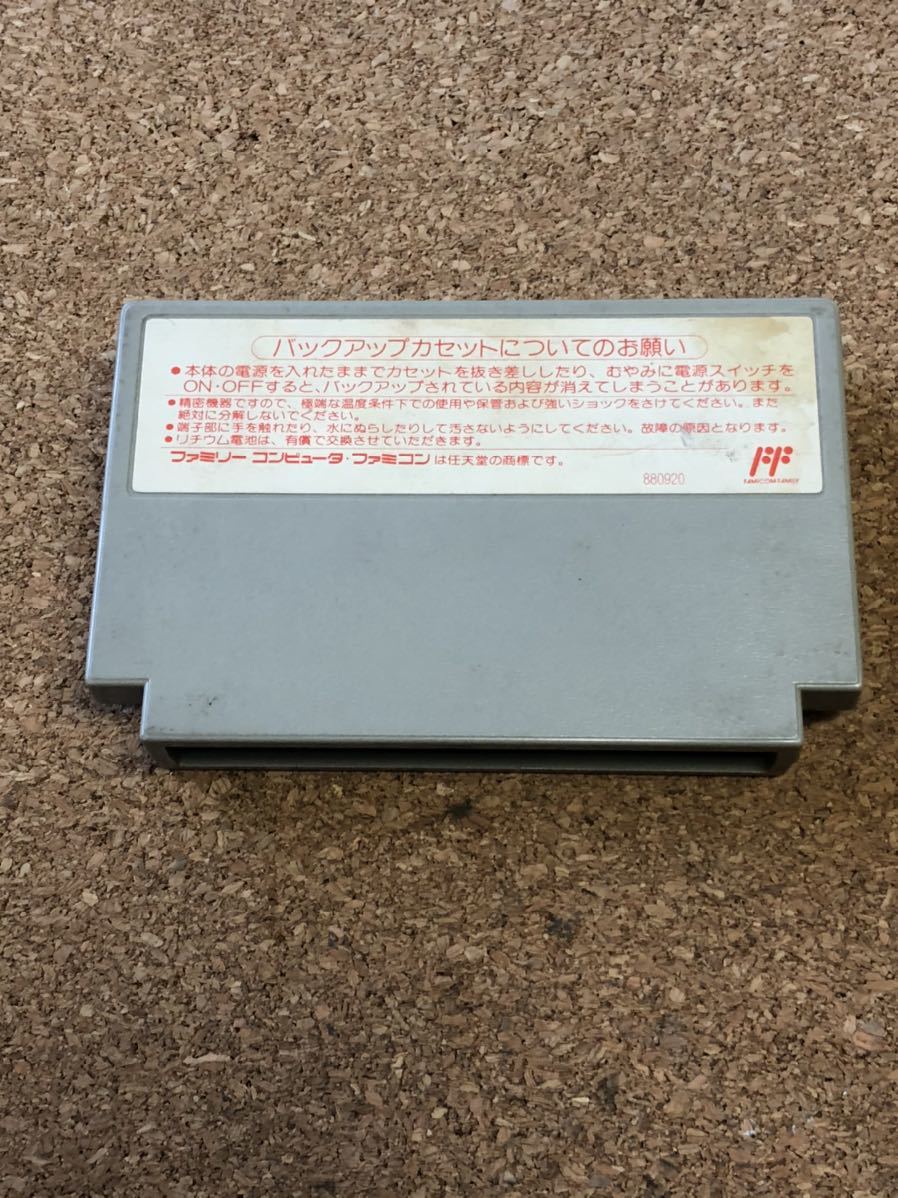 バックアップカセットについてのお願い
●本体の電源を入れたままでカセットを抜き差ししたり、むやみに電源スイッチを
ON・OFFすると、バックアップされている内容が消えてしまうことがあります。
●精密機器ですので、極端な温度条件下での使用や保管および強いショックをさけてください。また
絶対に分解しないでください。
●端子部に手を触れたり、水にぬらしたりして汚さないようにしてください。故障の原因となります。
●リチウム電池は、有償で交換させていただきます。
ファミリー コンピュータ・ファミコンは任天堂の商標です。
880920
FAMICOM FAMILY